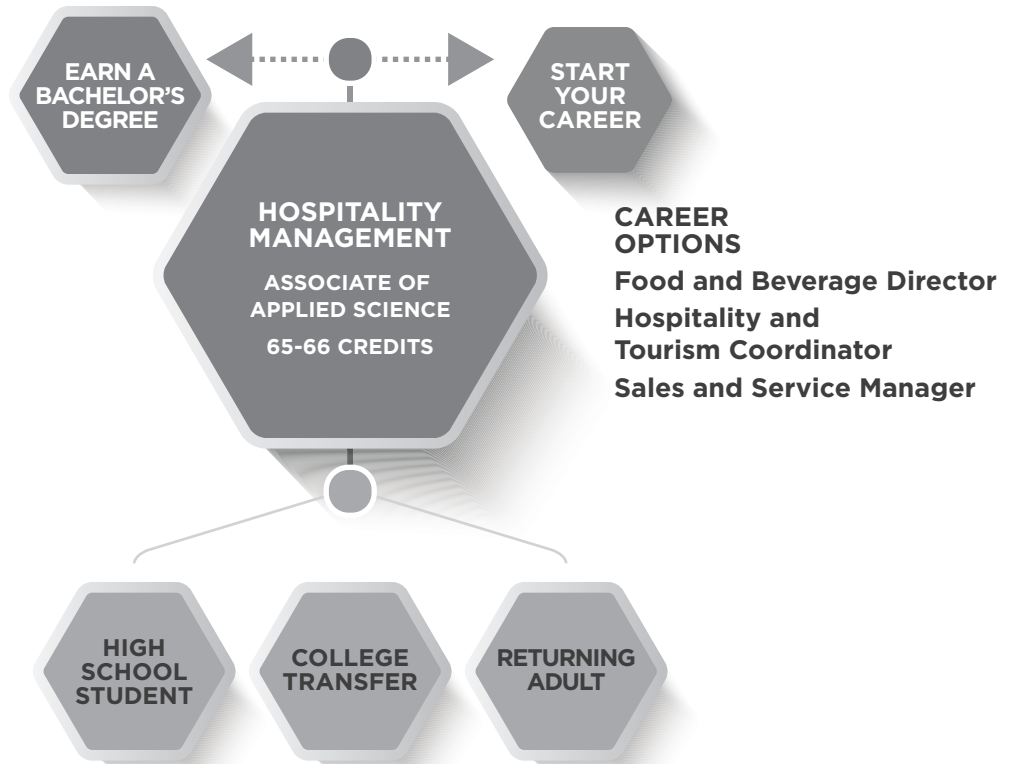 EARN A
BACHELOR'S
DEGREE
START
YOUR
CAREER
HOSPITALITY
MANAGEMENT
ASSOCIATE OF
APPLIED SCIENCE
65-66 CREDITS
CAREER
OPTIONS
Food and Beverage Director
Hospitality and
Tourism Coordinator
Sales and Service Manager
HIGH
SCHOOL
STUDENT
COLLEGE
TRANSFER
RETURNING
ADULT